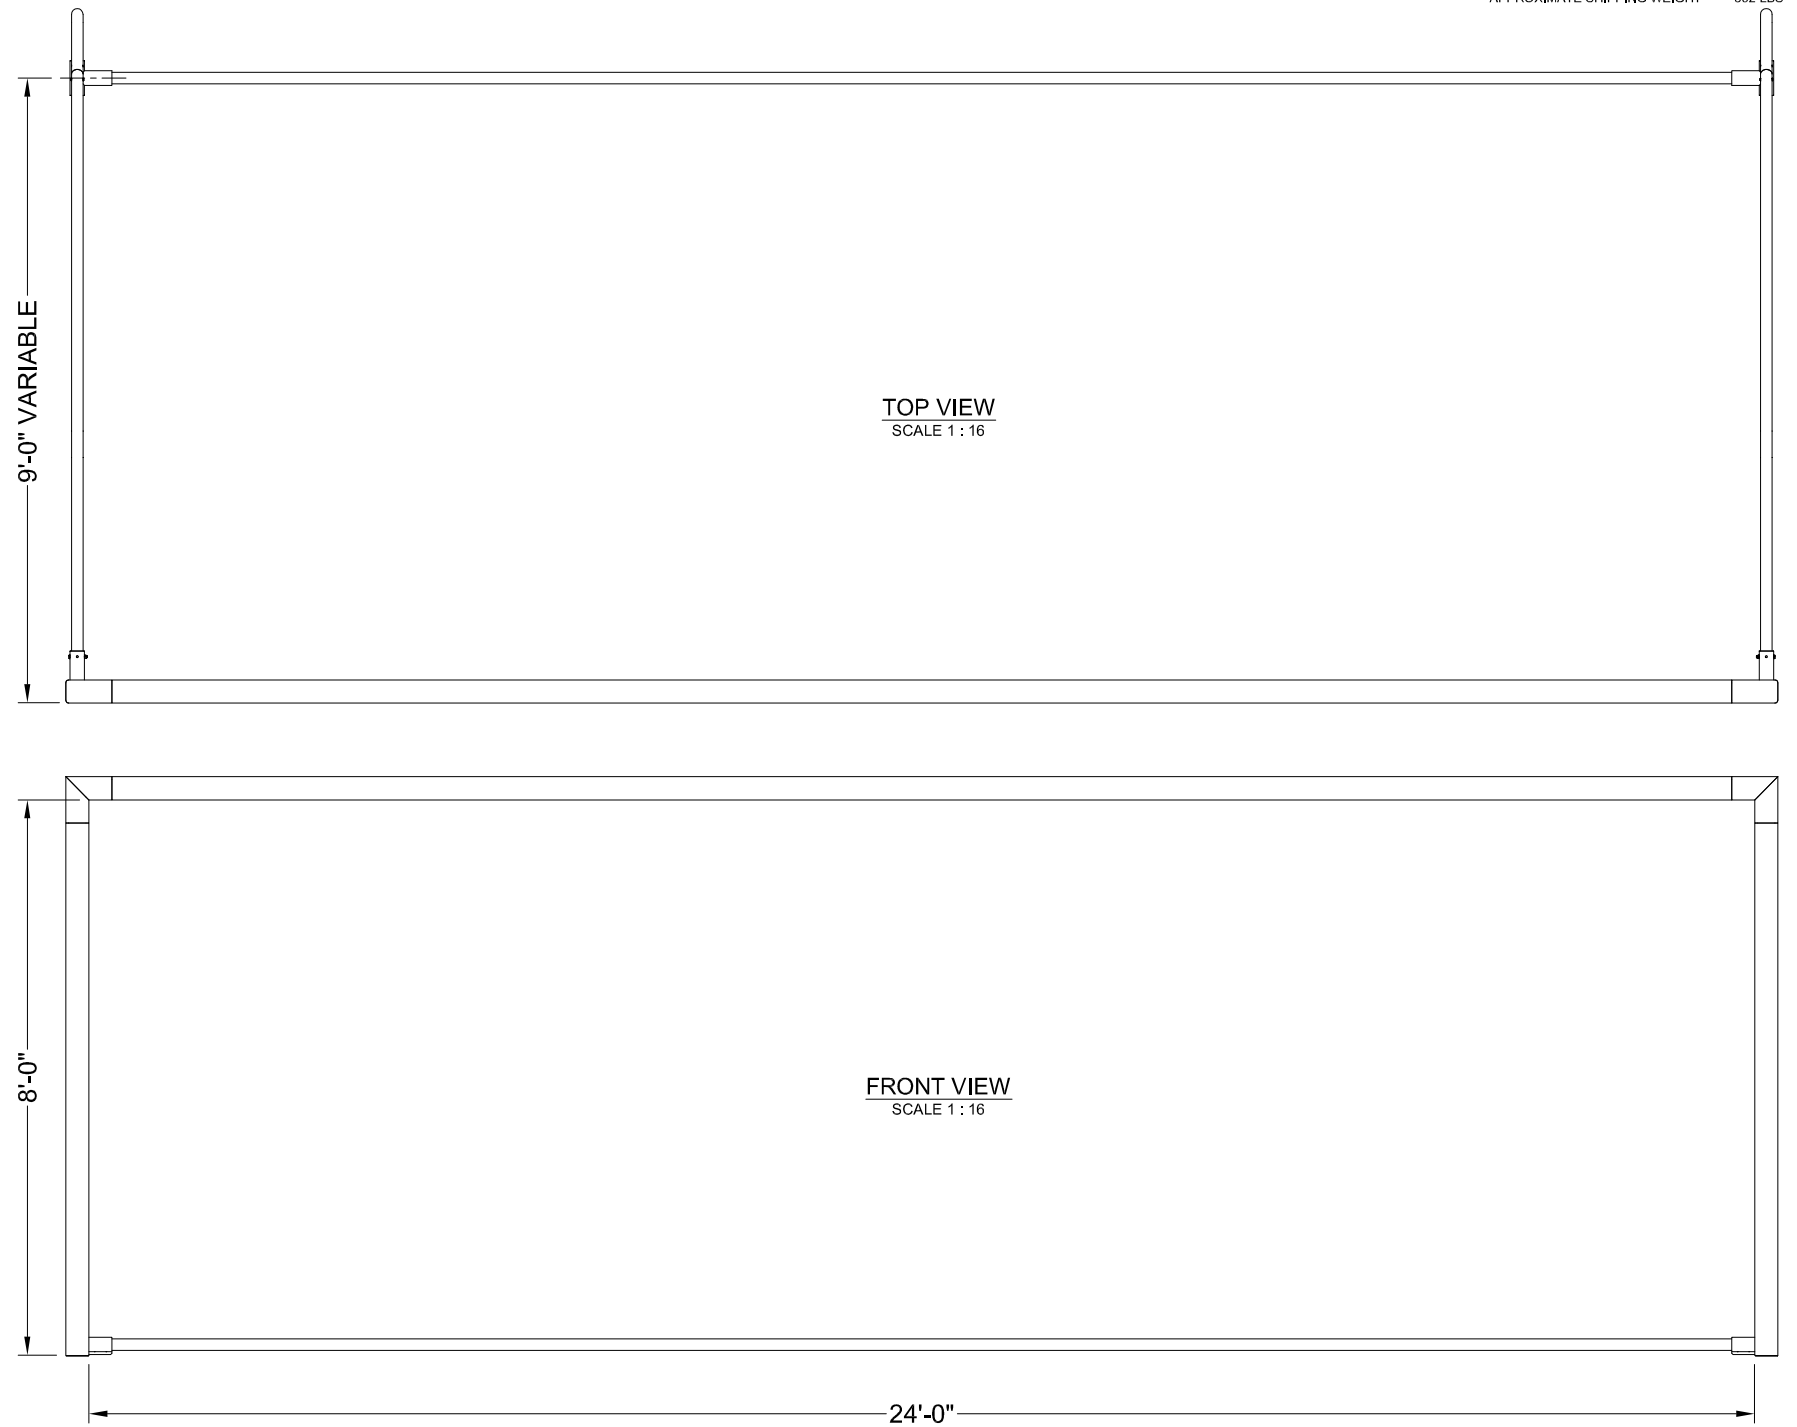 9'-0" VARIABLE
TOP VIEW
SCALE 1 : 16
8'-0"
FRONT VIEW
SCALE 1 : 16
24'-0"